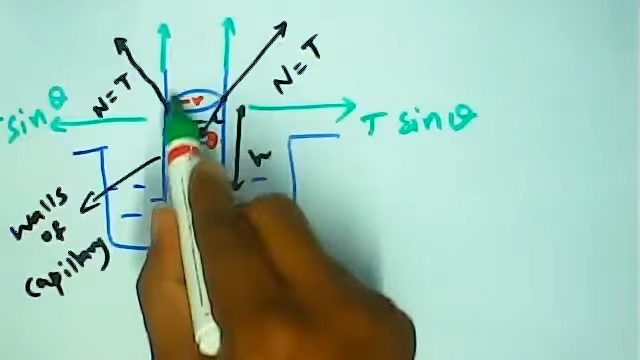 N=T
N=T
T sinθ
T sinθ
r
h
walls
of
capillary